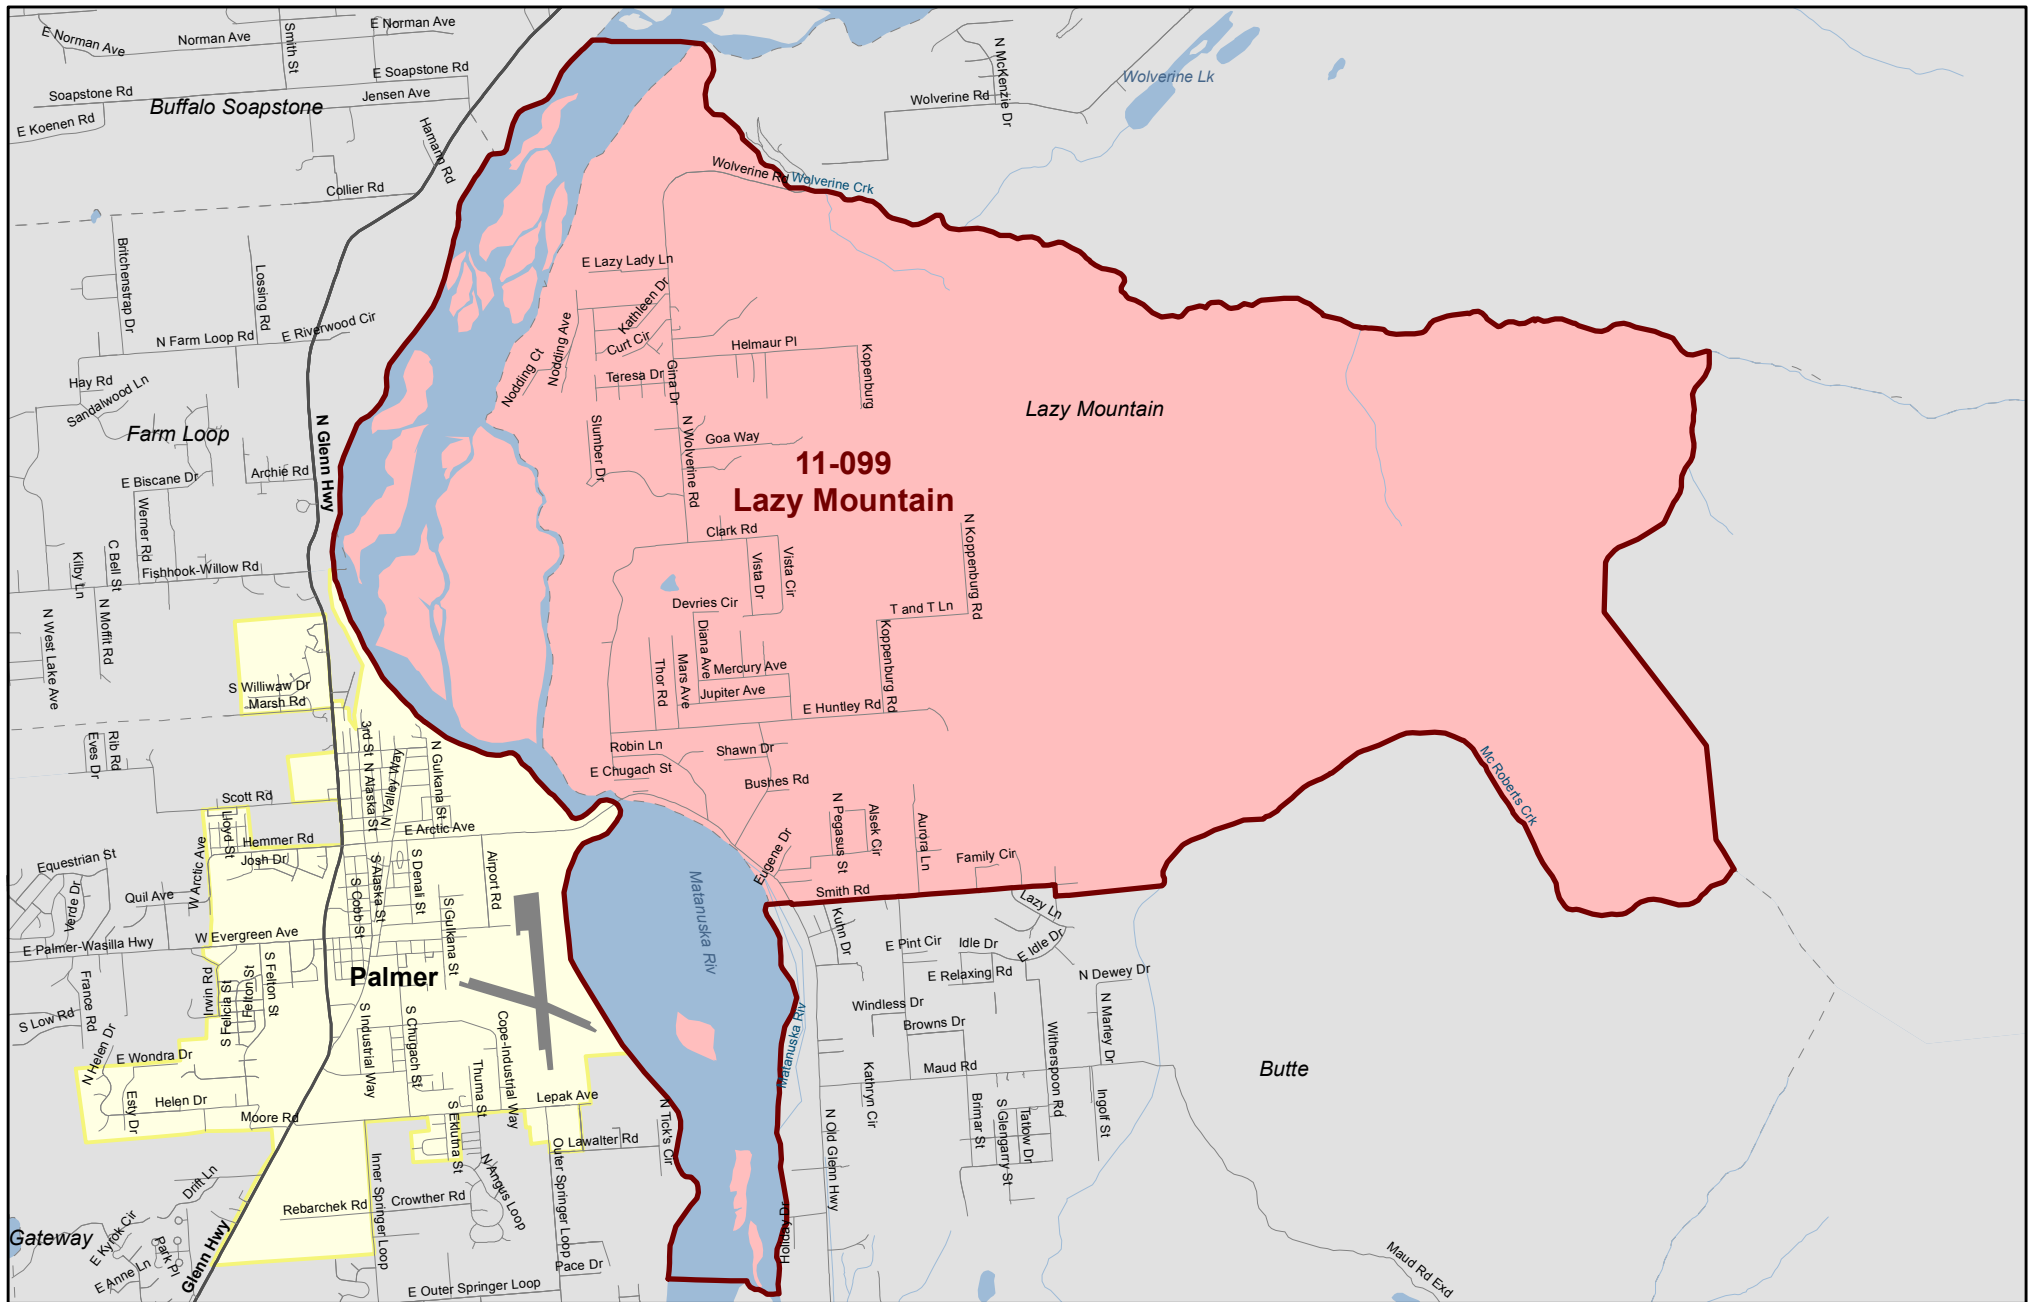 E Norman Ave
Norman Ave
Smith St
E Norman Ave
E Soapstone Rd
Soapstone Rd
Jensen Ave
Buffalo Soapstone
E Koenen Rd
Hamann Rd
Collier Rd
N McKenzie Dr
Wolverine Lk
Wolverine Rd
Wolverine Rd
Wolverine Crk
Britchenstrap Dr
Lossing Rd
E Riverwood Cir
N Farm Loop Rd
Hay Rd
Sandalwood Ln
Farm Loop
N Glenn Hwy
E Lazy Lady Ln
Kathleen Dr
Curt Cir
Nodding Ave
Nodding Ct
Helmaur Pl
Kopenburg
Teresa Dr
Gina Dr
Slumber Dr
N Wolverine Rd
Goa Way
Lazy Mountain
11-099
Lazy Mountain
Archie Rd
E Biscane Dr
Werner Rd
C Bell St
Kilby Ln
Fishhook-Willow Rd
N Moffit Rd
N West Lake Ave
Clark Rd
Vista Dr
Vista Cir
N Koppenburg Rd
T and T Ln
Devries Cir
Diana Ave
Koppenburg Rd
Mercury Ave
Thor Rd
Mars Ave
Jupiter Ave
E Huntley Rd
S Williwaw Dr
Marsh Rd
Rib Rd
Eves Dr
3rd St
N Alaska St
N Valley Way
N Gulkana St
Robin Ln
Shawn Dr
E Chugach St
Bushes Rd
Mc Roberts Crk
Scott Rd
Lloyd St
Hemmer Rd
E Arctic Ave
N Pegasus St
Alsek Cir
Aurora Ln
Eugene Dr
Family Cir
Smith Rd
Equestrian St
Josh Dr
W Arctic Ave
Quil Ave
Verde Dr
S Alaska St
S Cobb St
S Denali St
Airport Rd
S Gulkana St
Matanuska Riv
Lazy Ln
Kuhn Dr
E Pint Cir
Idle Dr
E Idle Dr
E Palmer-Wasilla Hwy
W Evergreen Ave
Palmer
E Relaxing Rd
N Dewey Dr
Irwin Rd
S Felicia St
Felton St
S Felton St
France Rd
S Low Rd
N Helen Dr
Windless Dr
Browns Dr
N Marley Dr
Witherspoon Rd
Matanuska Riv
E Wondra Dr
S Industrial Way
S Chugach St
Cope-Industrial Way
Thuma St
Lepak Ave
Maud Rd
Butte
Helen Dr
Esty Dr
Moore Rd
S Eklutna St
N Tick's Cir
Kathryn Cir
Brimar St
S Glengarry St
Tatlow Dr
Ingolf St
O Lawalter Rd
N Old Glenn Hwy
Drift Ln
Inner Springer Loop
N Angus Loop
Outer Springer Loop
Rebarchek Rd
Crowther Rd
Holiday Dr
Gateway
E Kyrok Cir
Park Pl
E Anne Ln
Glenn Hwy
Pace Dr
E Outer Springer Loop
Maud Rd Exd